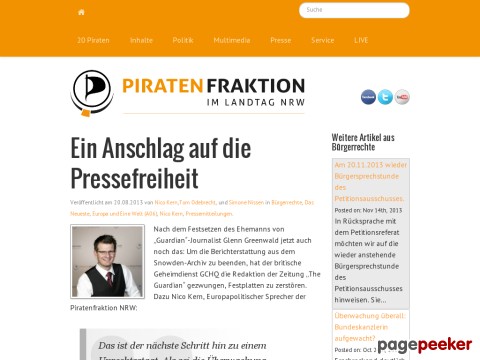 Suche
20 Piraten Inhalte Politik Multimedia Presse Service LIVE
PIRATENFRAKTION
IM LANDTAG NRW
Ein Anschlag auf die
Pressefreiheit
Veröffentlicht am 20.08.2013 von Nico Kern, Tom Odebrecht, und Simone Nissen in Bürgerrechte, Das
Neueste, Europa und Eine Welt (A06), Nico Kern, Pressemitteilungen.
Nach dem Festsetzen des Ehemanns von
„Guardian“-Journalist Glenn Greenwald jetzt auch
noch das: Um die Berichterstattung aus dem
Snowden-Archiv zu beenden, hat der britische
Geheimdienst GCHQ die Redaktion der Zeitung „The
Guardian“ gezwungen, Festplatten zu zerstören.
Dazu Nico Kern, Europapolitischer Sprecher der
Piratenfraktion NRW:
Das ist der nächste Schritt hin zu einem
Weitere Artikel aus
Bürgerrechte
Am 20.11.2013 wieder
Bürgersprechstunde
des
Petitionsausschusses.
Posted on: Nov 14th, 2013
In Rücksprache mit
dem Petitionsreferat
möchten wir auf die
wieder anstehende
Bürgersprechstunde
des
Petitionsausschusses
hinweisen. Sie...
Überwachung überall:
Bundeskanzlerin
aufgewacht?
Posted on: Oct 2
pagepeeker